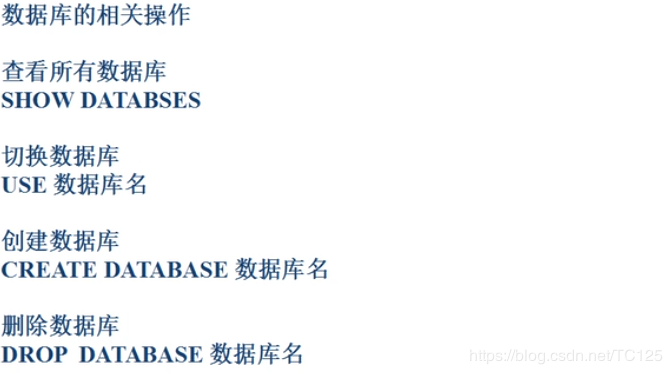 数据库的相关操作
查看所有数据库
SHOW DATABSES
切换数据库
USE 数据库名
创建数据库
CREATE DATABASE 数据库名
删除数据库
DROP DATABASE 数据库名
https://blog.csdn.net/TC125